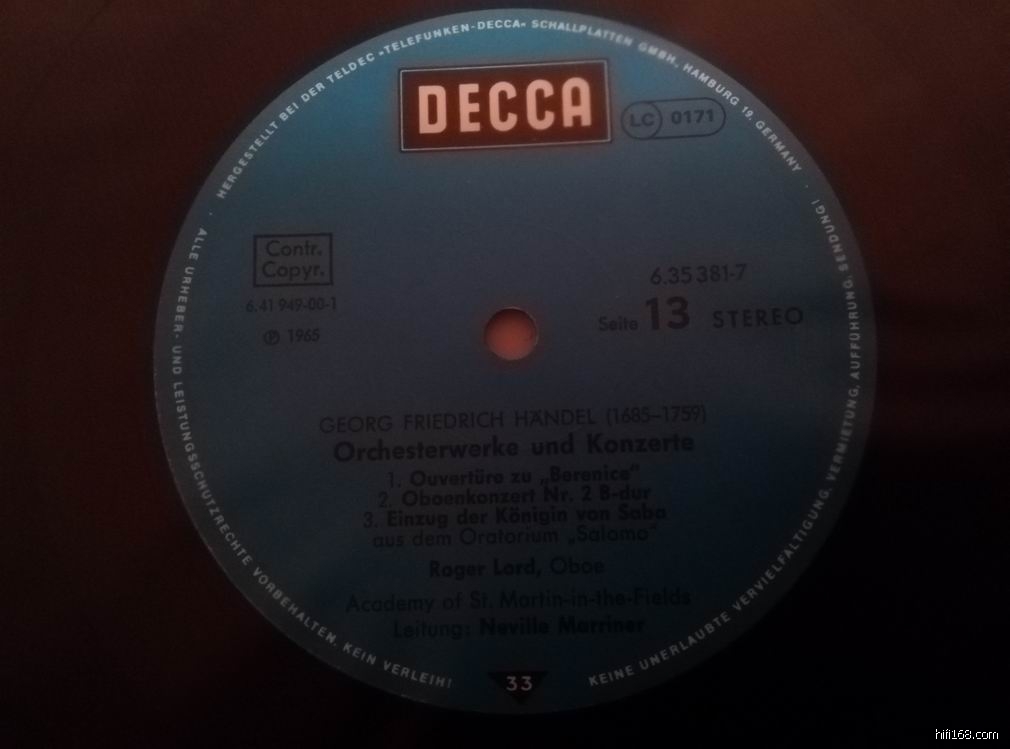 HERGESTELLT BEI DER TELDEC »TELEFUNKEN-DECCA« SCHALLPLATTEN GMBH, HAMBURG 19, GERMANY ·
DECCA
LC 0171
Contr.
Copyr.
6.41 949-00-1
℗ 1965
6.35 381-7
Seite 13 STEREO
GEORG FRIEDRICH HÄNDEL (1685–1759)
Orchesterwerke und Konzerte
1. Ouvertüre zu „Berenice“
2. Oboenkonzert Nr. 2 B-dur
3. Einzug der Königin von Saba
aus dem Oratorium „Salomo“
Roger Lord, Oboe
Academy of St. Martin-in-the-Fields
Leitung: Neville Marriner
33
· ALLE URHEBER- UND LEISTUNGSSCHUTZRECHTE VORBEHALTEN. KEIN VERLEIH!
KEINE UNERLAUBTE VERVIELFÄLTIGUNG, VERMIETUNG, AUFFÜHRUNG, SENDUNG!
hifi168.com